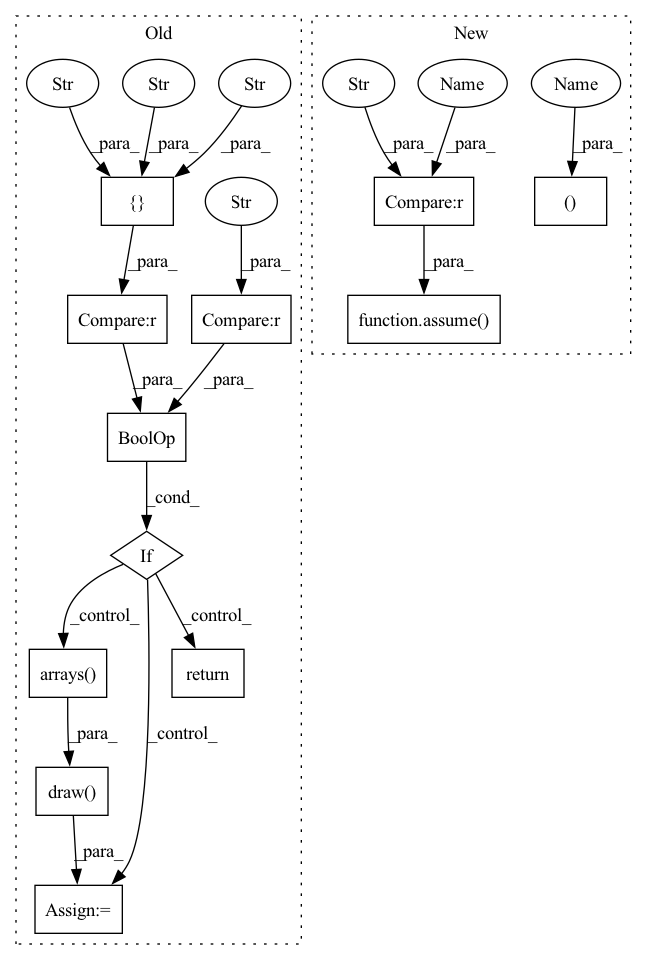 Old
New
Str
Str
Str
Str
Name
Name
_para_
_para_
_para_
_para_
_para_
_para_
{}
Str
Compare:r
()
_para_
_para_
_para_
Compare:r
Compare:r
function.assume()
_para_
_para_
BoolOp
_cond_
If
_control_
_control_
arrays()
return
_para_
_control_
draw()
_para_
Assign:=